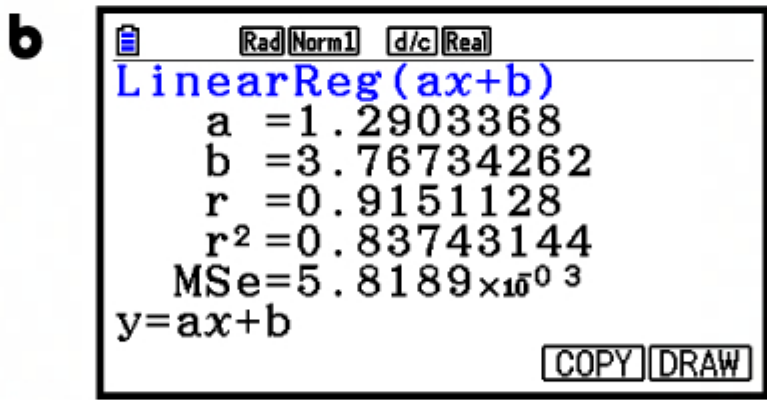 b
Rad Norm1 d/c Real
LinearReg(ax+b)
a =1.2903368
b =3.76734262
r =0.9151128
r²=0.83743144
MSe=5.8189×10⁻⁰³
y=ax+b
COPY DRAW